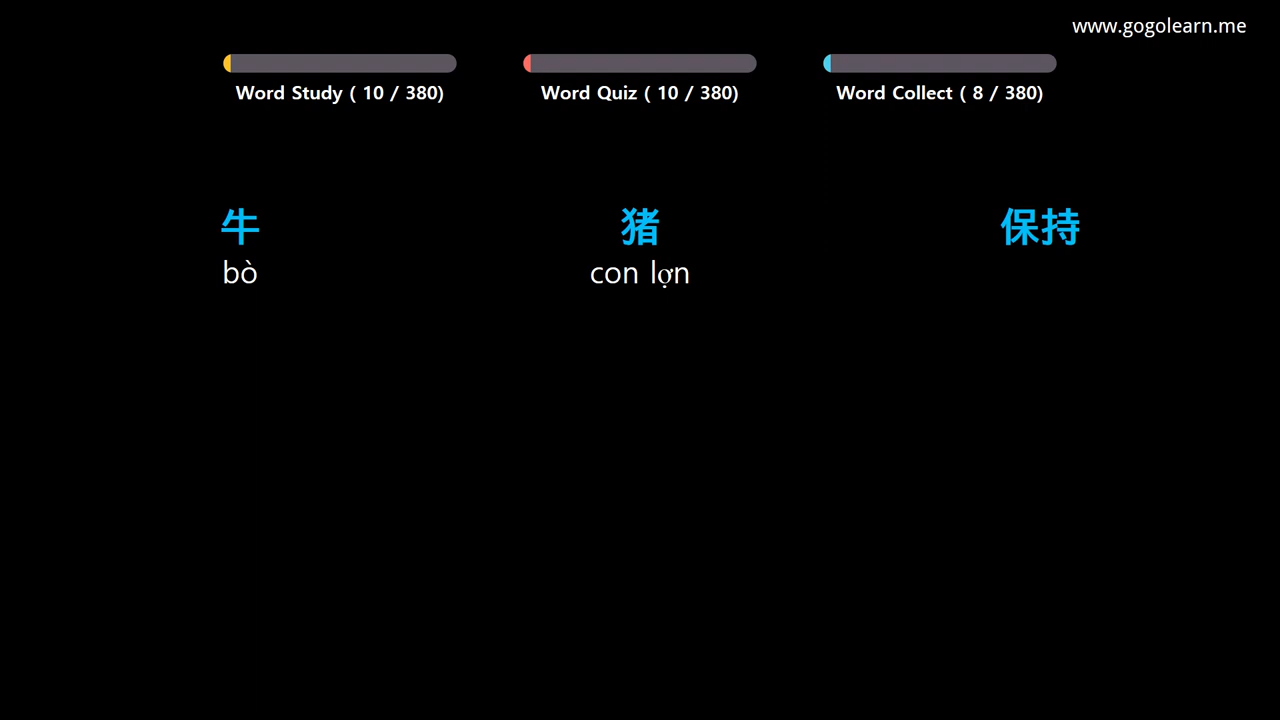 www.gogolearn.me
Word Study ( 10 / 380)
Word Quiz ( 10 / 380)
Word Collect ( 8 / 380)
牛
bò
猪
con lợn
保持